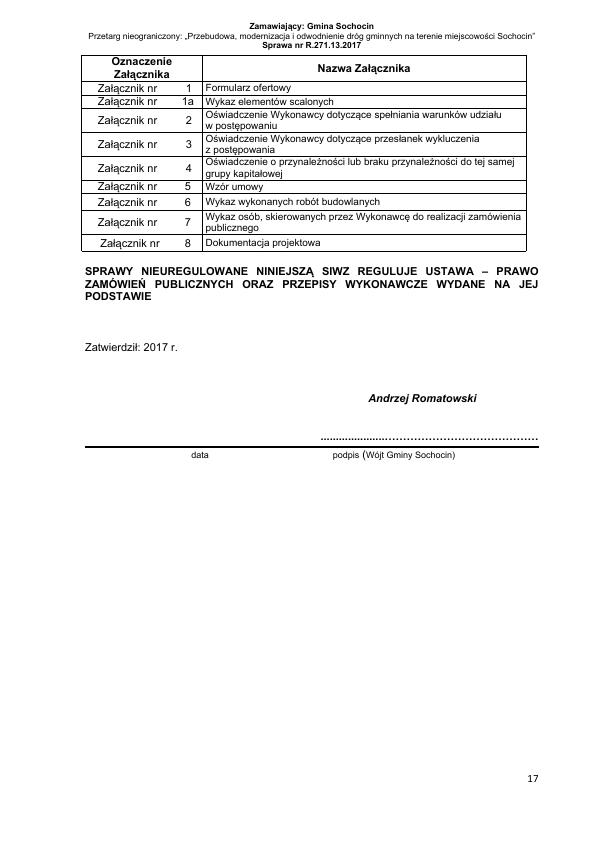 Zamawiający: Gmina Sochocin
Przetarg nieograniczony: „Przebudowa, modernizacja i odwodnienie dróg gminnych na terenie miejscowości Sochocin”
Sprawa nr R.271.13.2017
Oznaczenie
Załącznika
Nazwa Załącznika
Załącznik nr 1 Formularz ofertowy
Załącznik nr 1a Wykaz elementów scalonych
Załącznik nr 2 Oświadczenie Wykonawcy dotyczące spełniania warunków udziału
w postępowaniu
Załącznik nr 3 Oświadczenie Wykonawcy dotyczące przesłanek wykluczenia
z postępowania
Załącznik nr 4 Oświadczenie o przynależności lub braku przynależności do tej samej
grupy kapitałowej
Załącznik nr 5 Wzór umowy
Załącznik nr 6 Wykaz wykonanych robót budowlanych
Załącznik nr 7 Wykaz osób, skierowanych przez Wykonawcę do realizacji zamówienia
publicznego
Załącznik nr 8 Dokumentacja projektowa
SPRAWY NIEUREGULOWANE NINIEJSZĄ SIWZ REGULUJE USTAWA – PRAWO
ZAMÓWIEŃ PUBLICZNYCH ORAZ PRZEPISY WYKONAWCZE WYDANE NA JEJ
PODSTAWIE
Zatwierdził: 2017 r.
Andrzej Romatowski
.....................……………………………………………
data podpis (Wójt Gminy Sochocin)
17